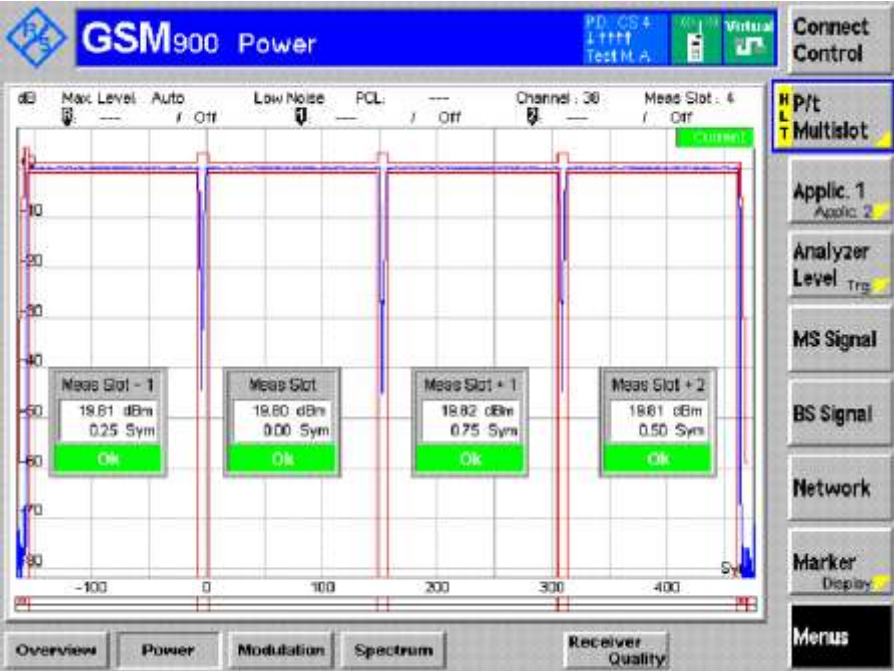 R&S
GSM900 Power
P.D. CS4
Test M. A.
Virtual
Connect
Control
dB Max. Level: Auto Low Noise PCL: --- Channel : 38 Meas Slot : 4
--- / Off
1 --- / Off
2 --- / Off
Current
HLT
P/t
Multislot
-10
Applic. 1
Applic. 2
-20
Analyzer
Level Trg.
-30
MS Signal
-40
Meas Slot - 1
19.81 dBm
0.25 Sym
Ok
Meas Slot
19.80 dBm
0.00 Sym
Ok
Meas Slot + 1
19.82 dBm
0.75 Sym
Ok
Meas Slot + 2
19.81 dBm
0.50 Sym
Ok
-50
BS Signal
-60
Network
-70
-80
Marker
Display
-100 0 100 200 300 400
Menus
Overview
Power
Modulation
Spectrum
Receiver
Quality